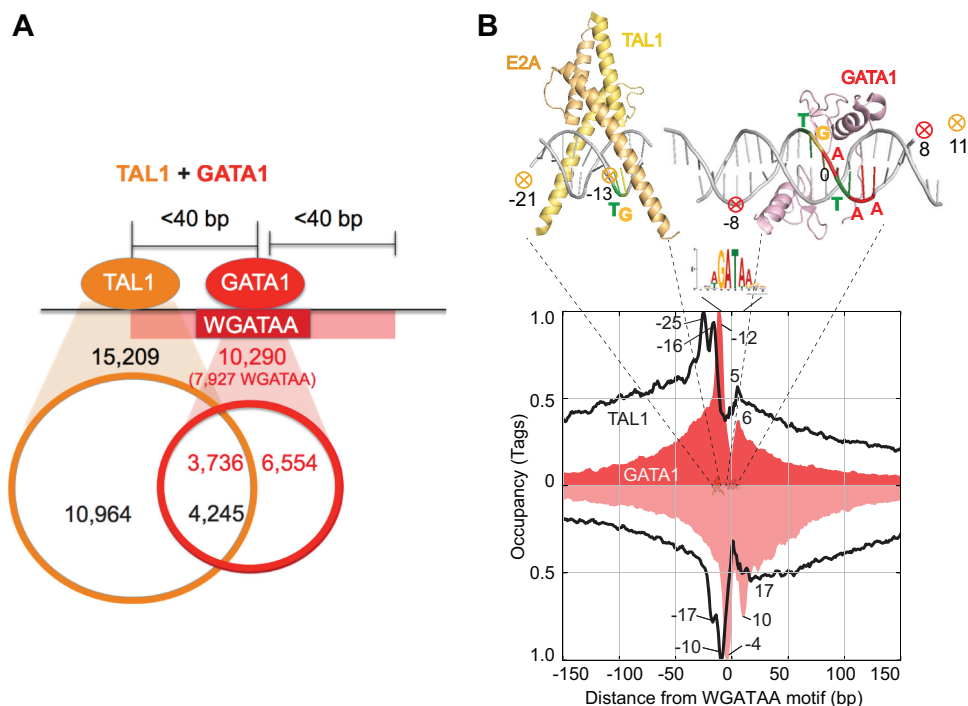 A
TAL1 + GATA1
<40 bp
<40 bp
TAL1
GATA1
WGATAA
15,209
10,290
(7,927 WGATAA)
3,736
6,554
10,964
4,245
B
TAL1
E2A
GATA1
T
G
A
0
T
A
A
8
11
-21
-13
T
G
-8
GATAA
1.0
-25
-16
-12
5
0.5
TAL1
6
GATA1
0
Occupancy (Tags)
0.5
17
-17
10
-10
-4
1.0
-150
-100
-50
0
50
100
150
Distance from WGATAA motif (bp)